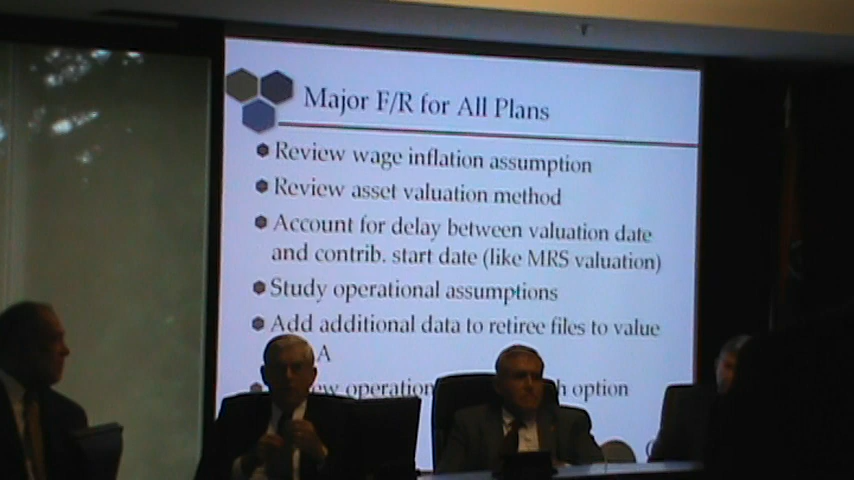 Major F/R for All Plans
Review wage inflation assumption
Review asset valuation method
Account for delay between valuation date
and contrib. start date (like MRS valuation)
Study operational assumptions
Add additional data to retiree files to value
A
operation option